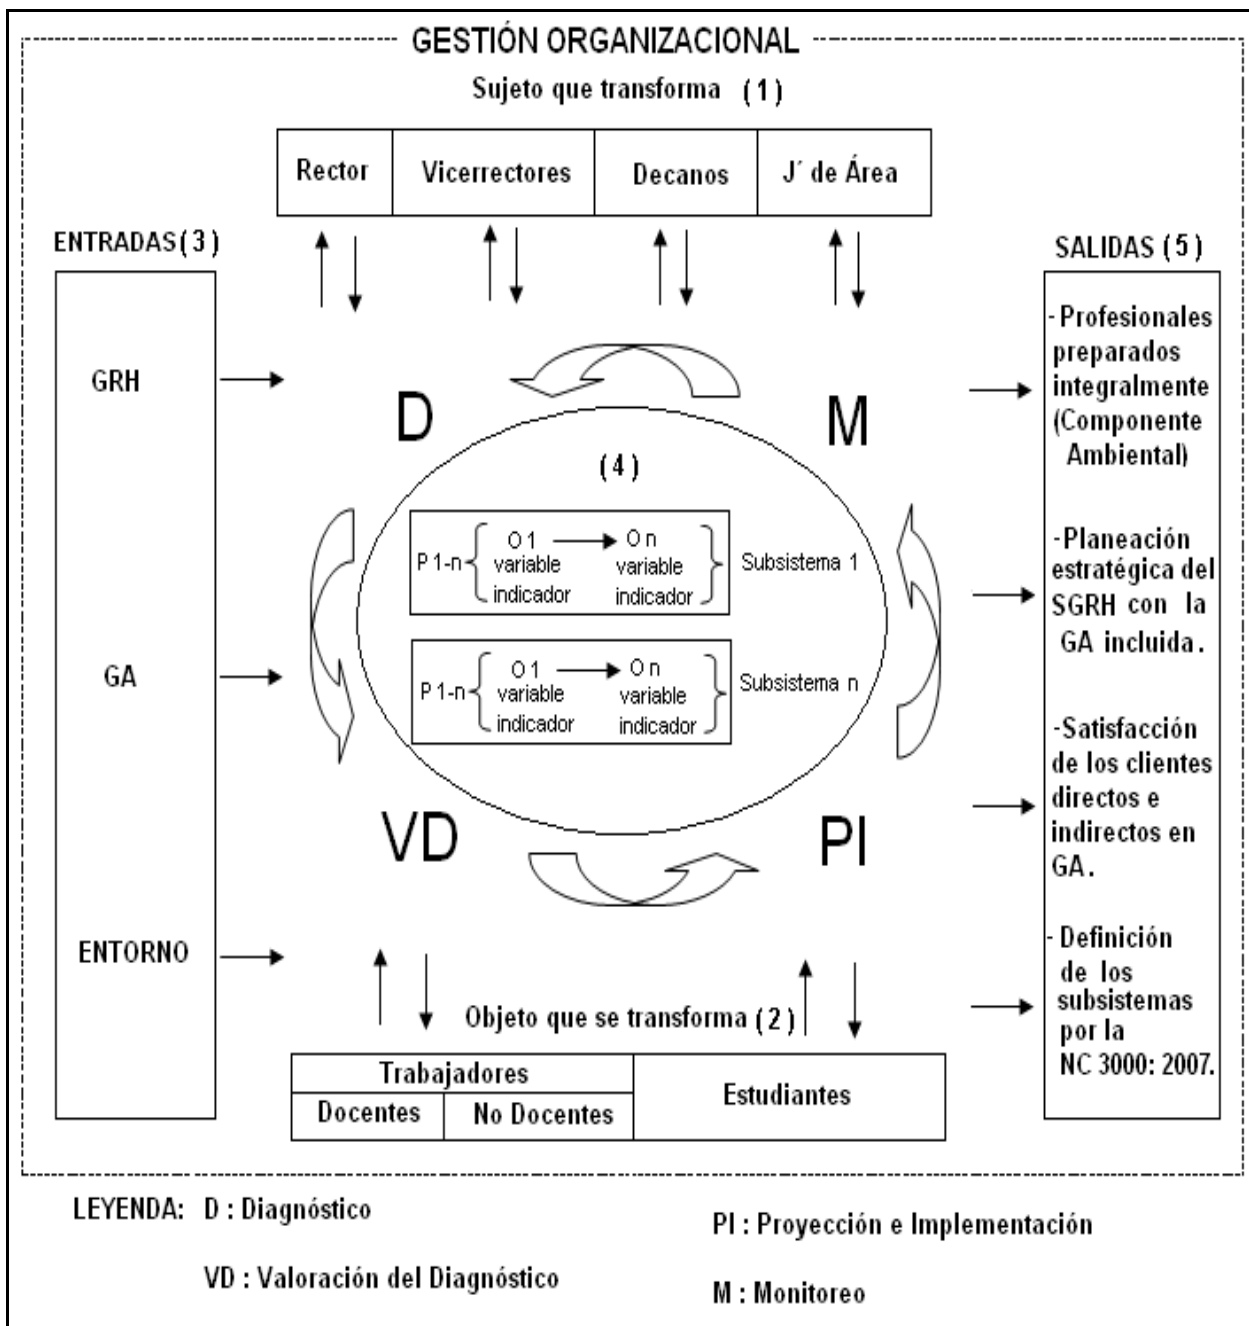 GESTIÓN ORGANIZACIONAL
Sujeto que transforma (1)
Rector
Vicerrectores
Decanos
J´ de Área
ENTRADAS (3)
GRH
GA
ENTORNO
D
M
(4)
P 1-n
O 1
O n
variable
variable
indicador
indicador
Subsistema 1
P 1-n
O 1
O n
variable
variable
indicador
indicador
Subsistema n
VD
PI
SALIDAS (5)
- Profesionales
preparados
integralmente
(Componente
Ambiental)
- Planeación
estratégica del
SGRH con la
GA incluida.
- Satisfacción
de los clientes
directos e
indirectos en
GA.
- Definición
de los
subsistemas
por la
NC 3000: 2007.
Objeto que se transforma (2)
Trabajadores
Docentes
No Docentes
Estudiantes
LEYENDA: D : Diagnóstico
VD : Valoración del Diagnóstico
PI : Proyección e Implementación
M : Monitoreo